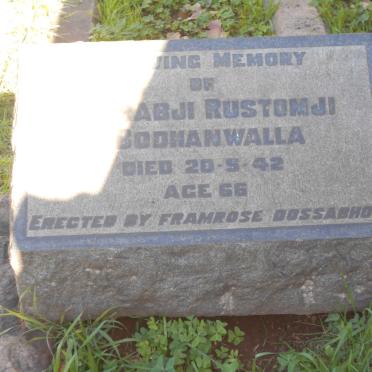 ING MEMORY
OF
ABJI RUSTOMJI
BODHANWALLA
DIED 20-5-42
AGE 66
ERECTED BY FRAMROSE DOSSABHO